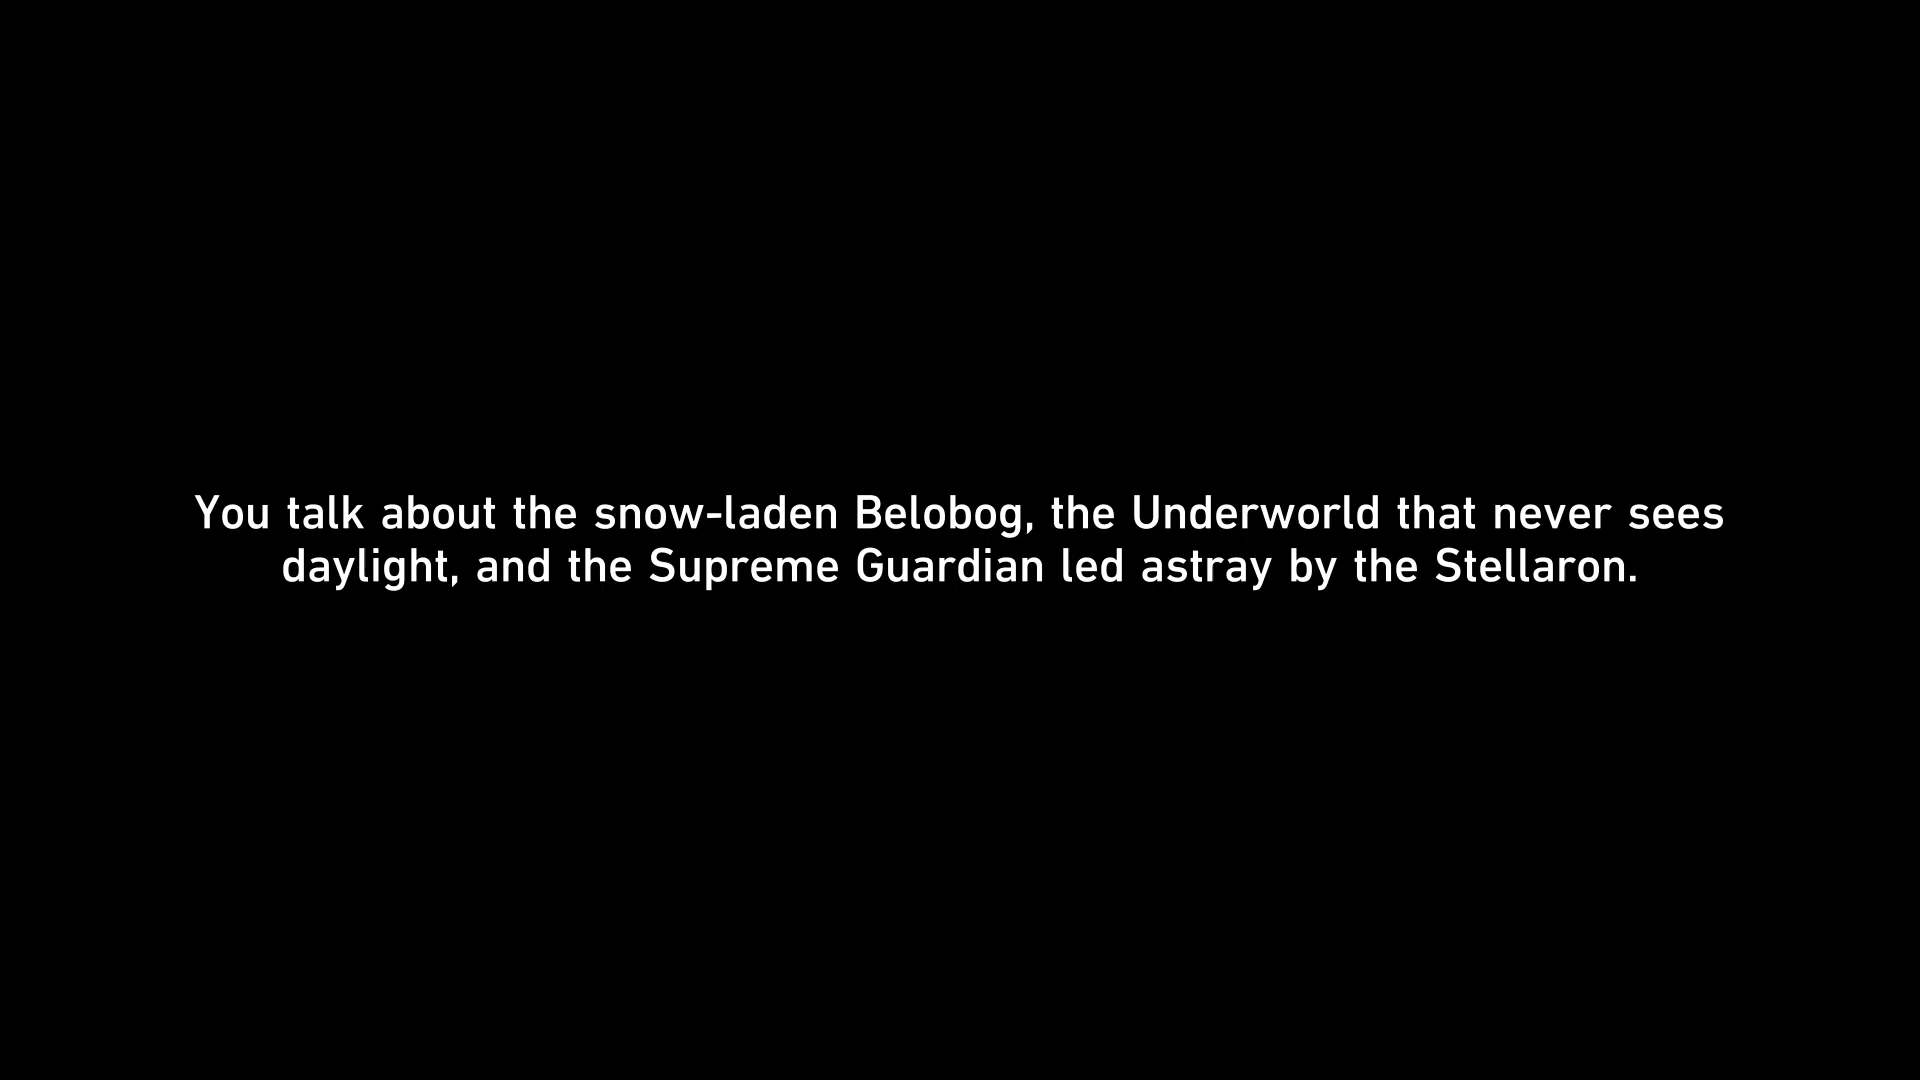 You talk about the snow-laden Belobog, the Underworld that never sees
daylight, and the Supreme Guardian led astray by the Stellaron.